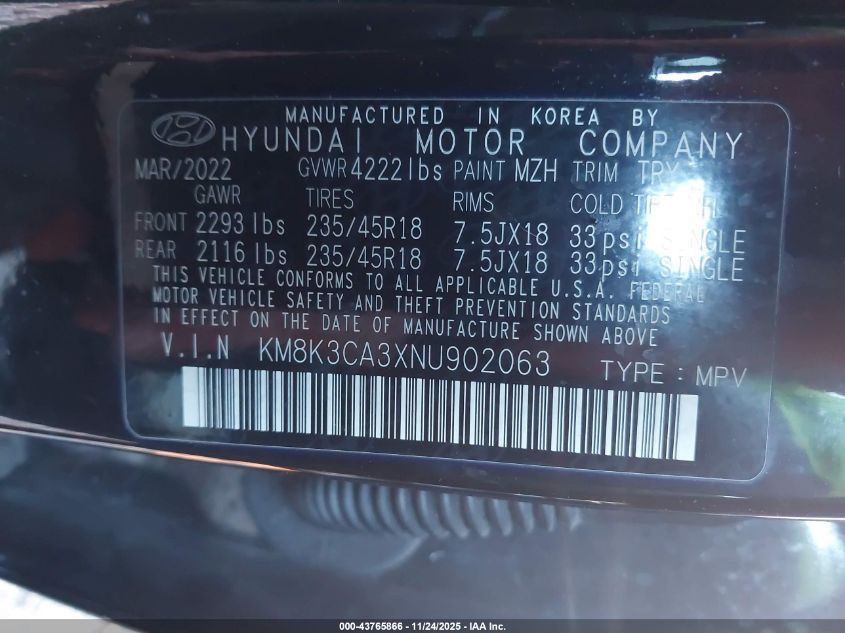 MANUFACTURED IN KOREA BY
HYUNDAI MOTOR COMPANY
MAR/2022 GVWR 4222 lbs PAINT MZH TRIM TRY
GAWR TIRES RIMS COLD
FRONT 2293 lbs 235/45R18 7.5JX18 33 psi SINGLE
REAR 2116 lbs 235/45R18 7.5JX18 33 psi SINGLE
THIS VEHICLE CONFORMS TO ALL APPLICABLE U.S.A. FEDERAL
MOTOR VEHICLE SAFETY AND THEFT PREVENTION STANDARDS
IN EFFECT ON THE DATE OF MANUFACTURE SHOWN ABOVE
V.I.N KM8K3CA3XNU902063 TYPE : MPV
000-43765866 - 11/24/2025 - IAA Inc.